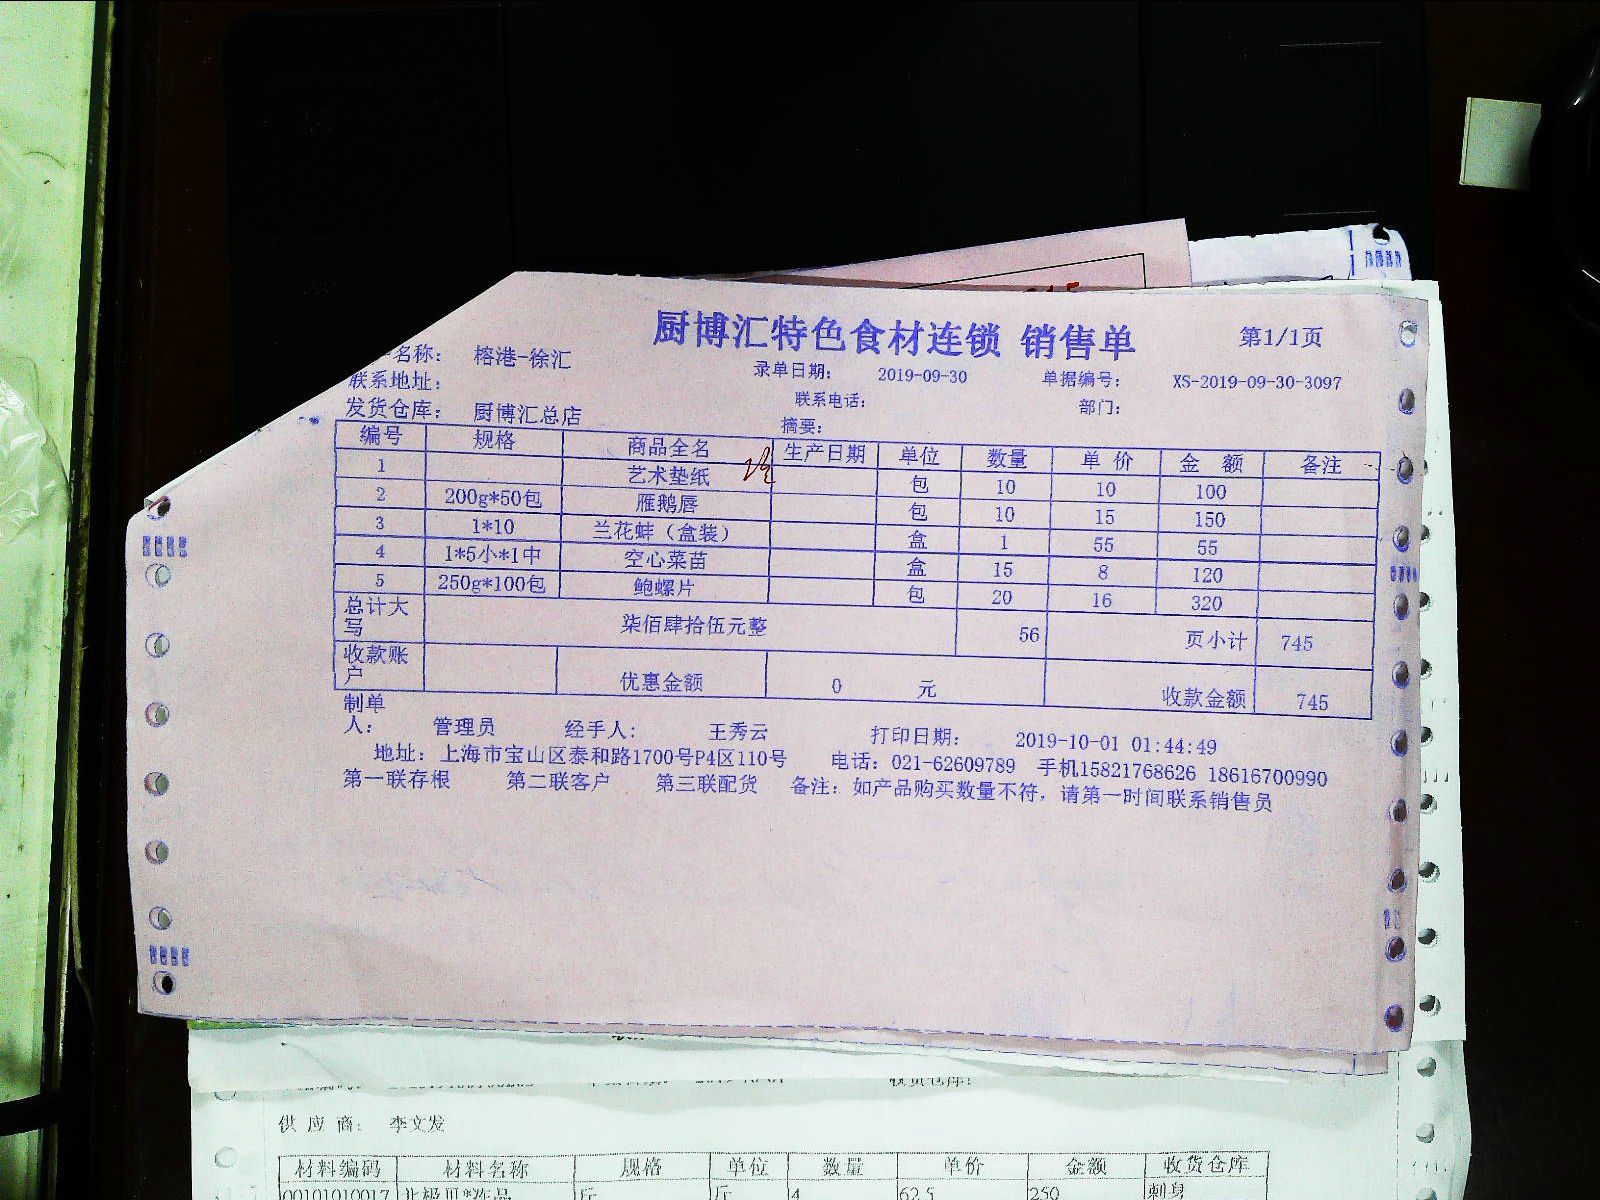 厨博汇特色食材连锁 销售单 第1/1页
名称： 榕港-徐汇 录单日期： 2019-09-30 单据编号： XS-2019-09-30-3097
联系地址： 联系电话： 部门：
发货仓库： 厨博汇总店 摘要：
编号 规格 商品全名 生产日期 单位 数量 单 价 金 额 备注
1 艺术垫纸 包 10 10 100
2 200g*50包 雁鹅唇 包 10 15 150
3 1*10 兰花蚌（盒装） 盒 1 55 55
4 1*5小*1中 空心菜苗 盒 15 8 120
5 250g*100包 鲍螺片 包 20 16 320
总计大写 柒佰肆拾伍元整 56 页小计 745
收款账户 优惠金额 0 元 收款金额 745
制单人： 管理员 经手人： 王秀云 打印日期： 2019-10-01 01:44:49
地址：上海市宝山区泰和路1700号P4区110号 电话：021-62609789 手机15821768626 18616700990
第一联存根 第二联客户 第三联配货 备注：如产品购买数量不符，请第一时间联系销售员
供 应 商： 李文发
材料编码 材料名称 规格 单位 数量 单价 金额 收货仓库
00101010017 北极贝*冻品 斤 斤 4 62.5 250 刺身